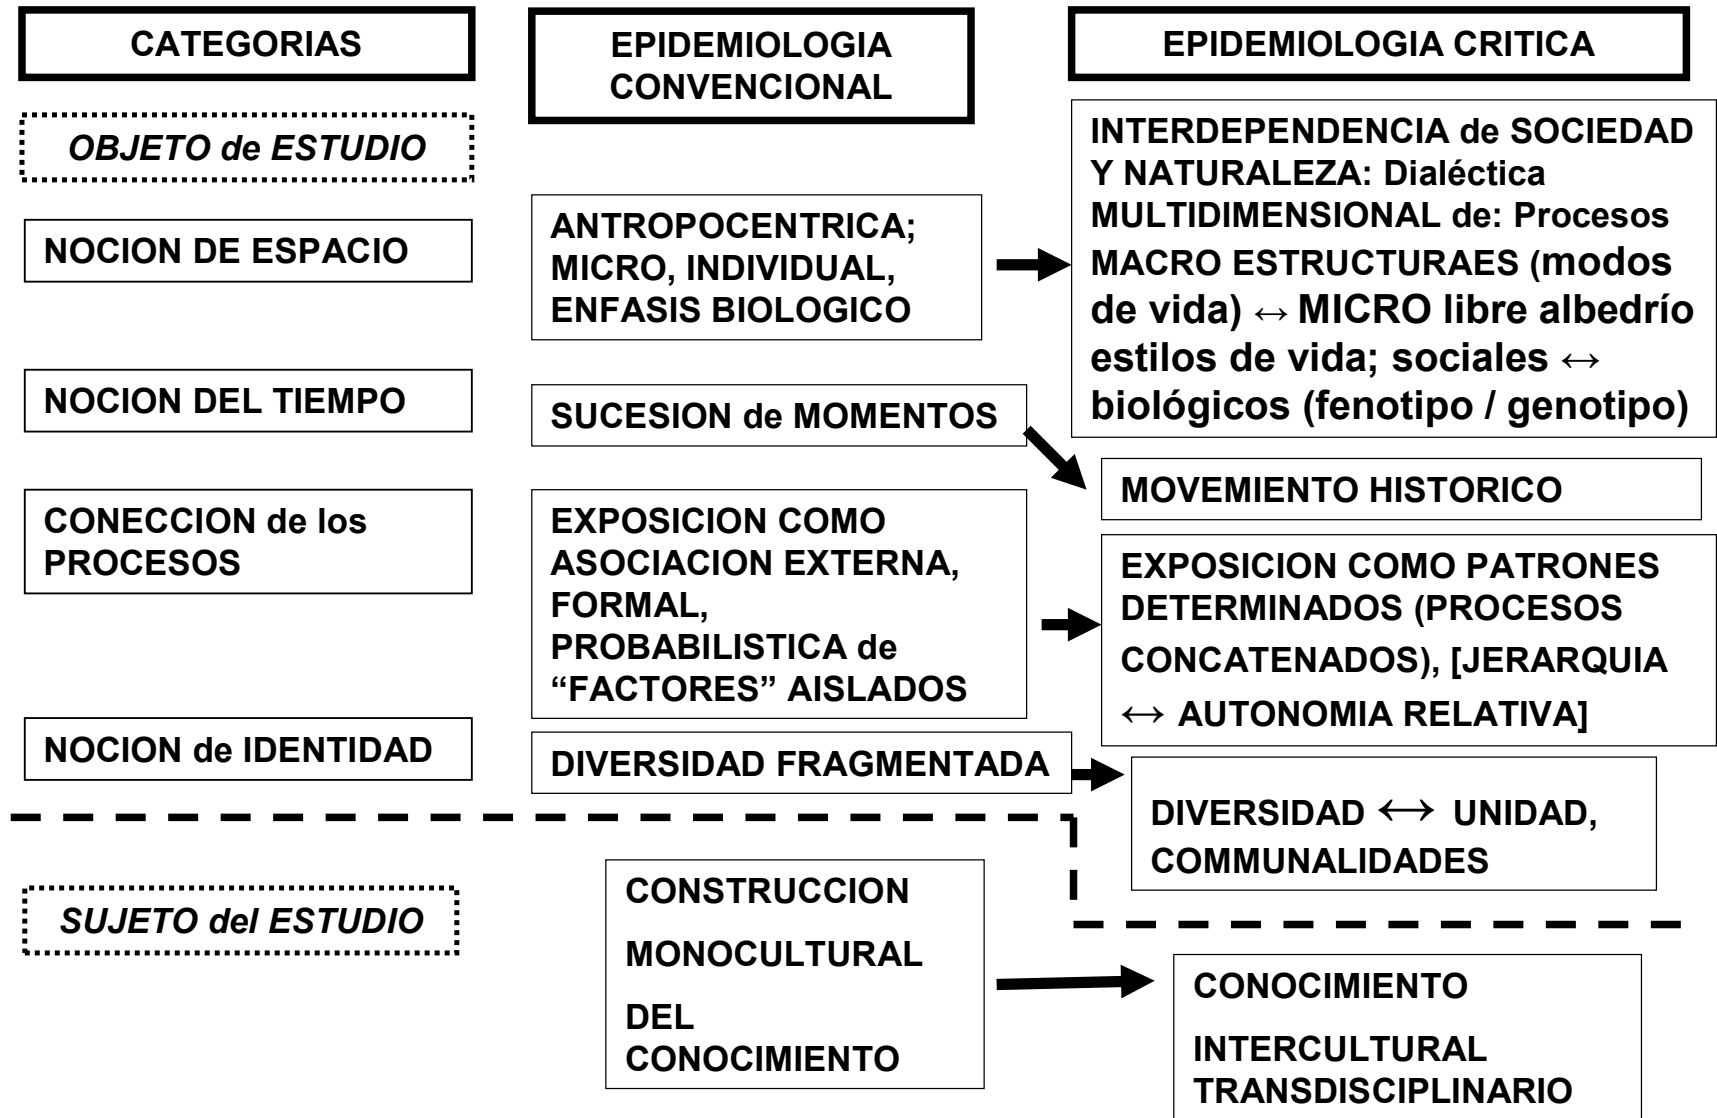 CATEGORIAS
EPIDEMIOLOGIA
CONVENCIONAL
EPIDEMIOLOGIA CRITICA
OBJETO de ESTUDIO
NOCION DE ESPACIO
ANTROPOCENTRICA;
MICRO, INDIVIDUAL,
ENFASIS BIOLOGICO
INTERDEPENDENCIA de SOCIEDAD
Y NATURALEZA: Dialéctica
MULTIDIMENSIONAL de: Procesos
MACRO ESTRUCTURAES (modos
de vida) ↔ MICRO libre albedrío
estilos de vida; sociales ↔
biológicos (fenotipo / genotipo)
NOCION DEL TIEMPO
SUCESION de MOMENTOS
MOVEMIENTO HISTORICO
CONECCION de los
PROCESOS
EXPOSICION COMO
ASOCIACION EXTERNA,
FORMAL,
PROBABILISTICA de
“FACTORES” AISLADOS
EXPOSICION COMO PATRONES
DETERMINADOS (PROCESOS
CONCATENADOS), [JERARQUIA
↔ AUTONOMIA RELATIVA]
NOCION de IDENTIDAD
DIVERSIDAD FRAGMENTADA
DIVERSIDAD ↔ UNIDAD,
COMMUNALIDADES
SUJETO del ESTUDIO
CONSTRUCCION
MONOCULTURAL
DEL
CONOCIMIENTO
CONOCIMIENTO
INTERCULTURAL
TRANSDISCIPLINARIO